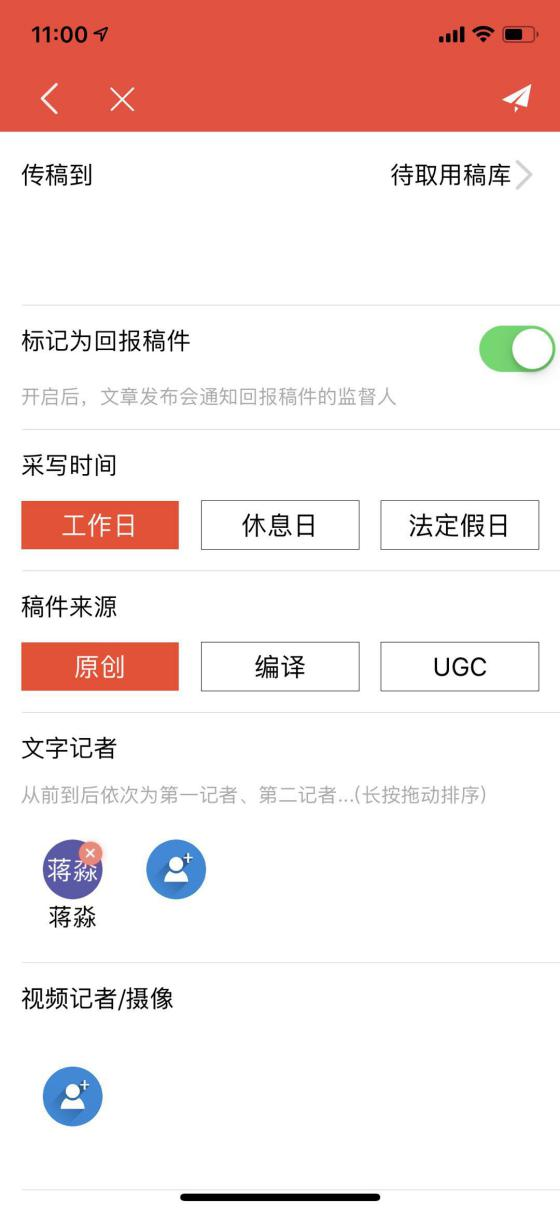 11:00
传稿到 待取用稿库
标记为回报稿件
开启后，文章发布会通知回报稿件的监督人
采写时间
工作日 休息日 法定假日
稿件来源
原创 编译 UGC
文字记者
从前到后依次为第一记者、第二记者...(长按拖动排序)
蒋淼
蒋淼
视频记者/摄像